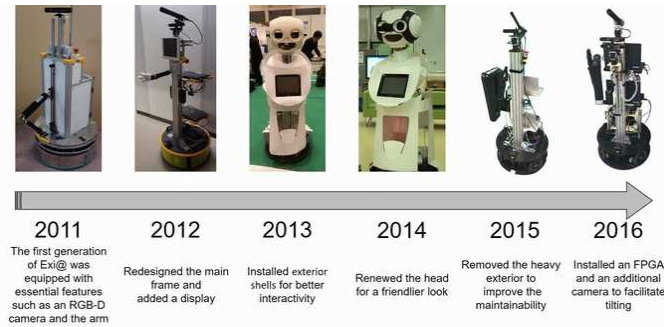 2011
The first generation
of Exi@ was
equipped with
essential features
such as an RGB-D
camera and the arm
2012
Redesigned the main
frame and
added a display
2013
Installed exterior
shells for better
interactivity
2014
Renewed the head
for a friendlier look
2015
Removed the heavy
exterior to
improve the
maintainability
2016
Installed an FPGA
and an additional
camera to facilitate
tilting